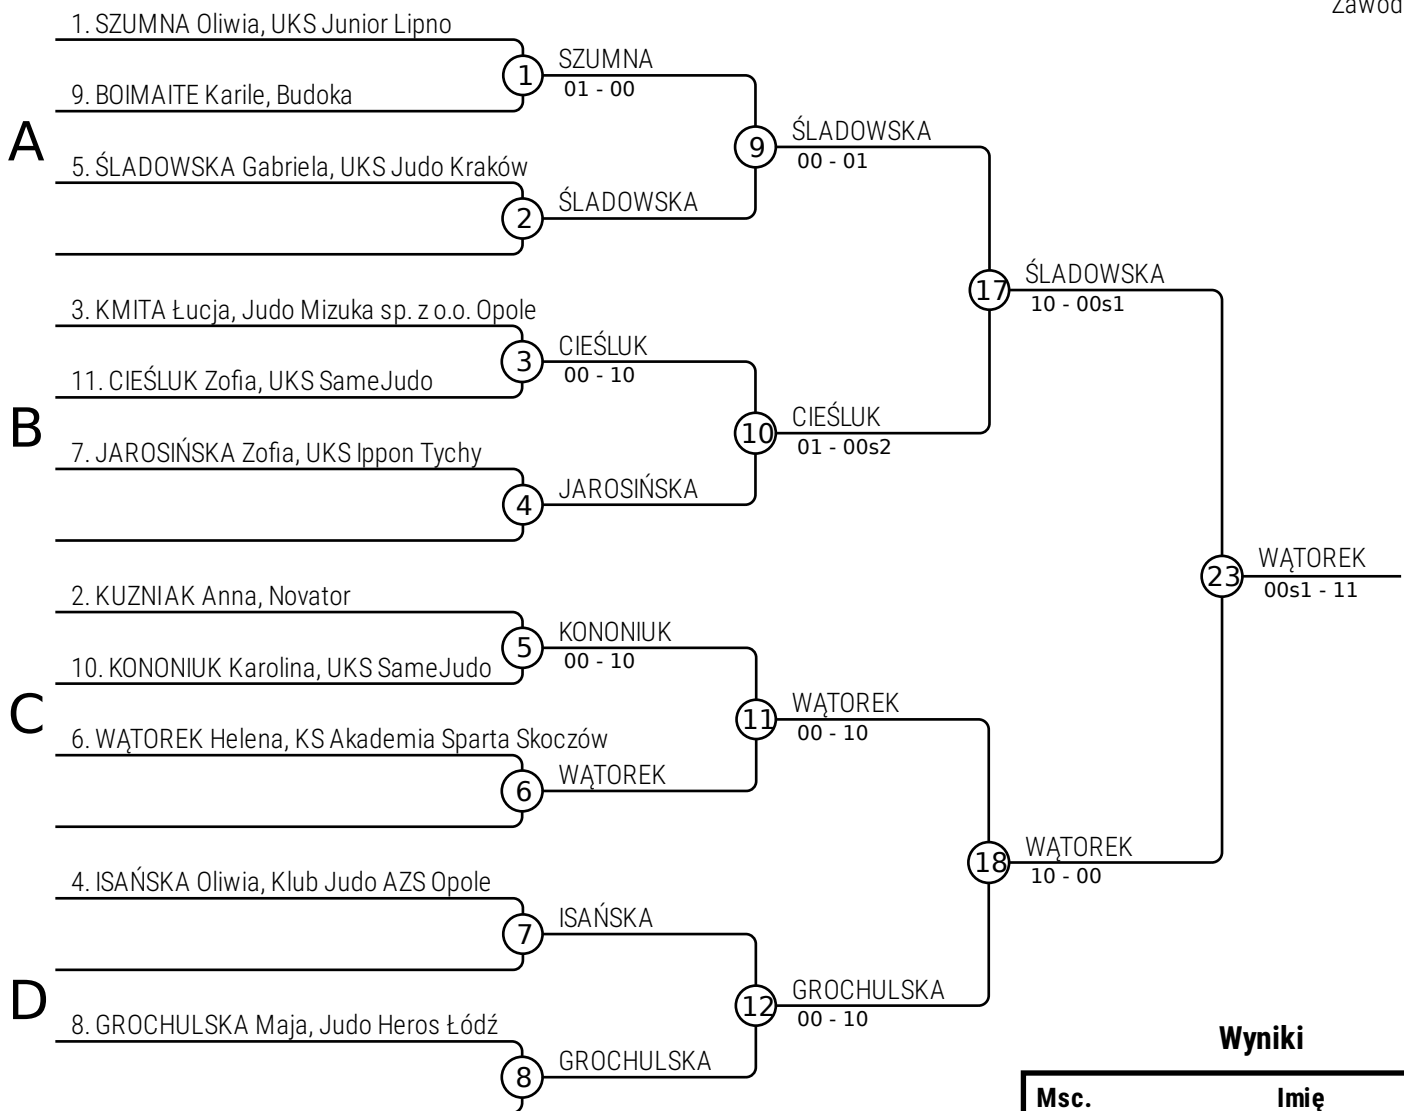 Zawod
1. SZUMNA Oliwia, UKS Junior Lipno
1
SZUMNA
01 - 00
9. BOIMAITE Karile, Budoka
A
9
ŚLADOWSKA
00 - 01
5. ŚLADOWSKA Gabriela, UKS Judo Kraków
2
ŚLADOWSKA
17
ŚLADOWSKA
10 - 00s1
3. KMITA Łucja, Judo Mizuka sp. z o.o. Opole
3
CIEŚLUK
00 - 10
11. CIEŚLUK Zofia, UKS SameJudo
B
10
CIEŚLUK
01 - 00s2
7. JAROSIŃSKA Zofia, UKS Ippon Tychy
4
JAROSIŃSKA
23
WĄTOREK
00s1 - 11
2. KUZNIAK Anna, Novator
5
KONONIUK
00 - 10
10. KONONIUK Karolina, UKS SameJudo
C
11
WĄTOREK
00 - 10
6. WĄTOREK Helena, KS Akademia Sparta Skoczów
6
WĄTOREK
18
WĄTOREK
10 - 00
4. ISAŃSKA Oliwia, Klub Judo AZS Opole
7
ISAŃSKA
D
12
GROCHULSKA
00 - 10
8. GROCHULSKA Maja, Judo Heros Łódź
8
GROCHULSKA
Wyniki
Msc. Imię